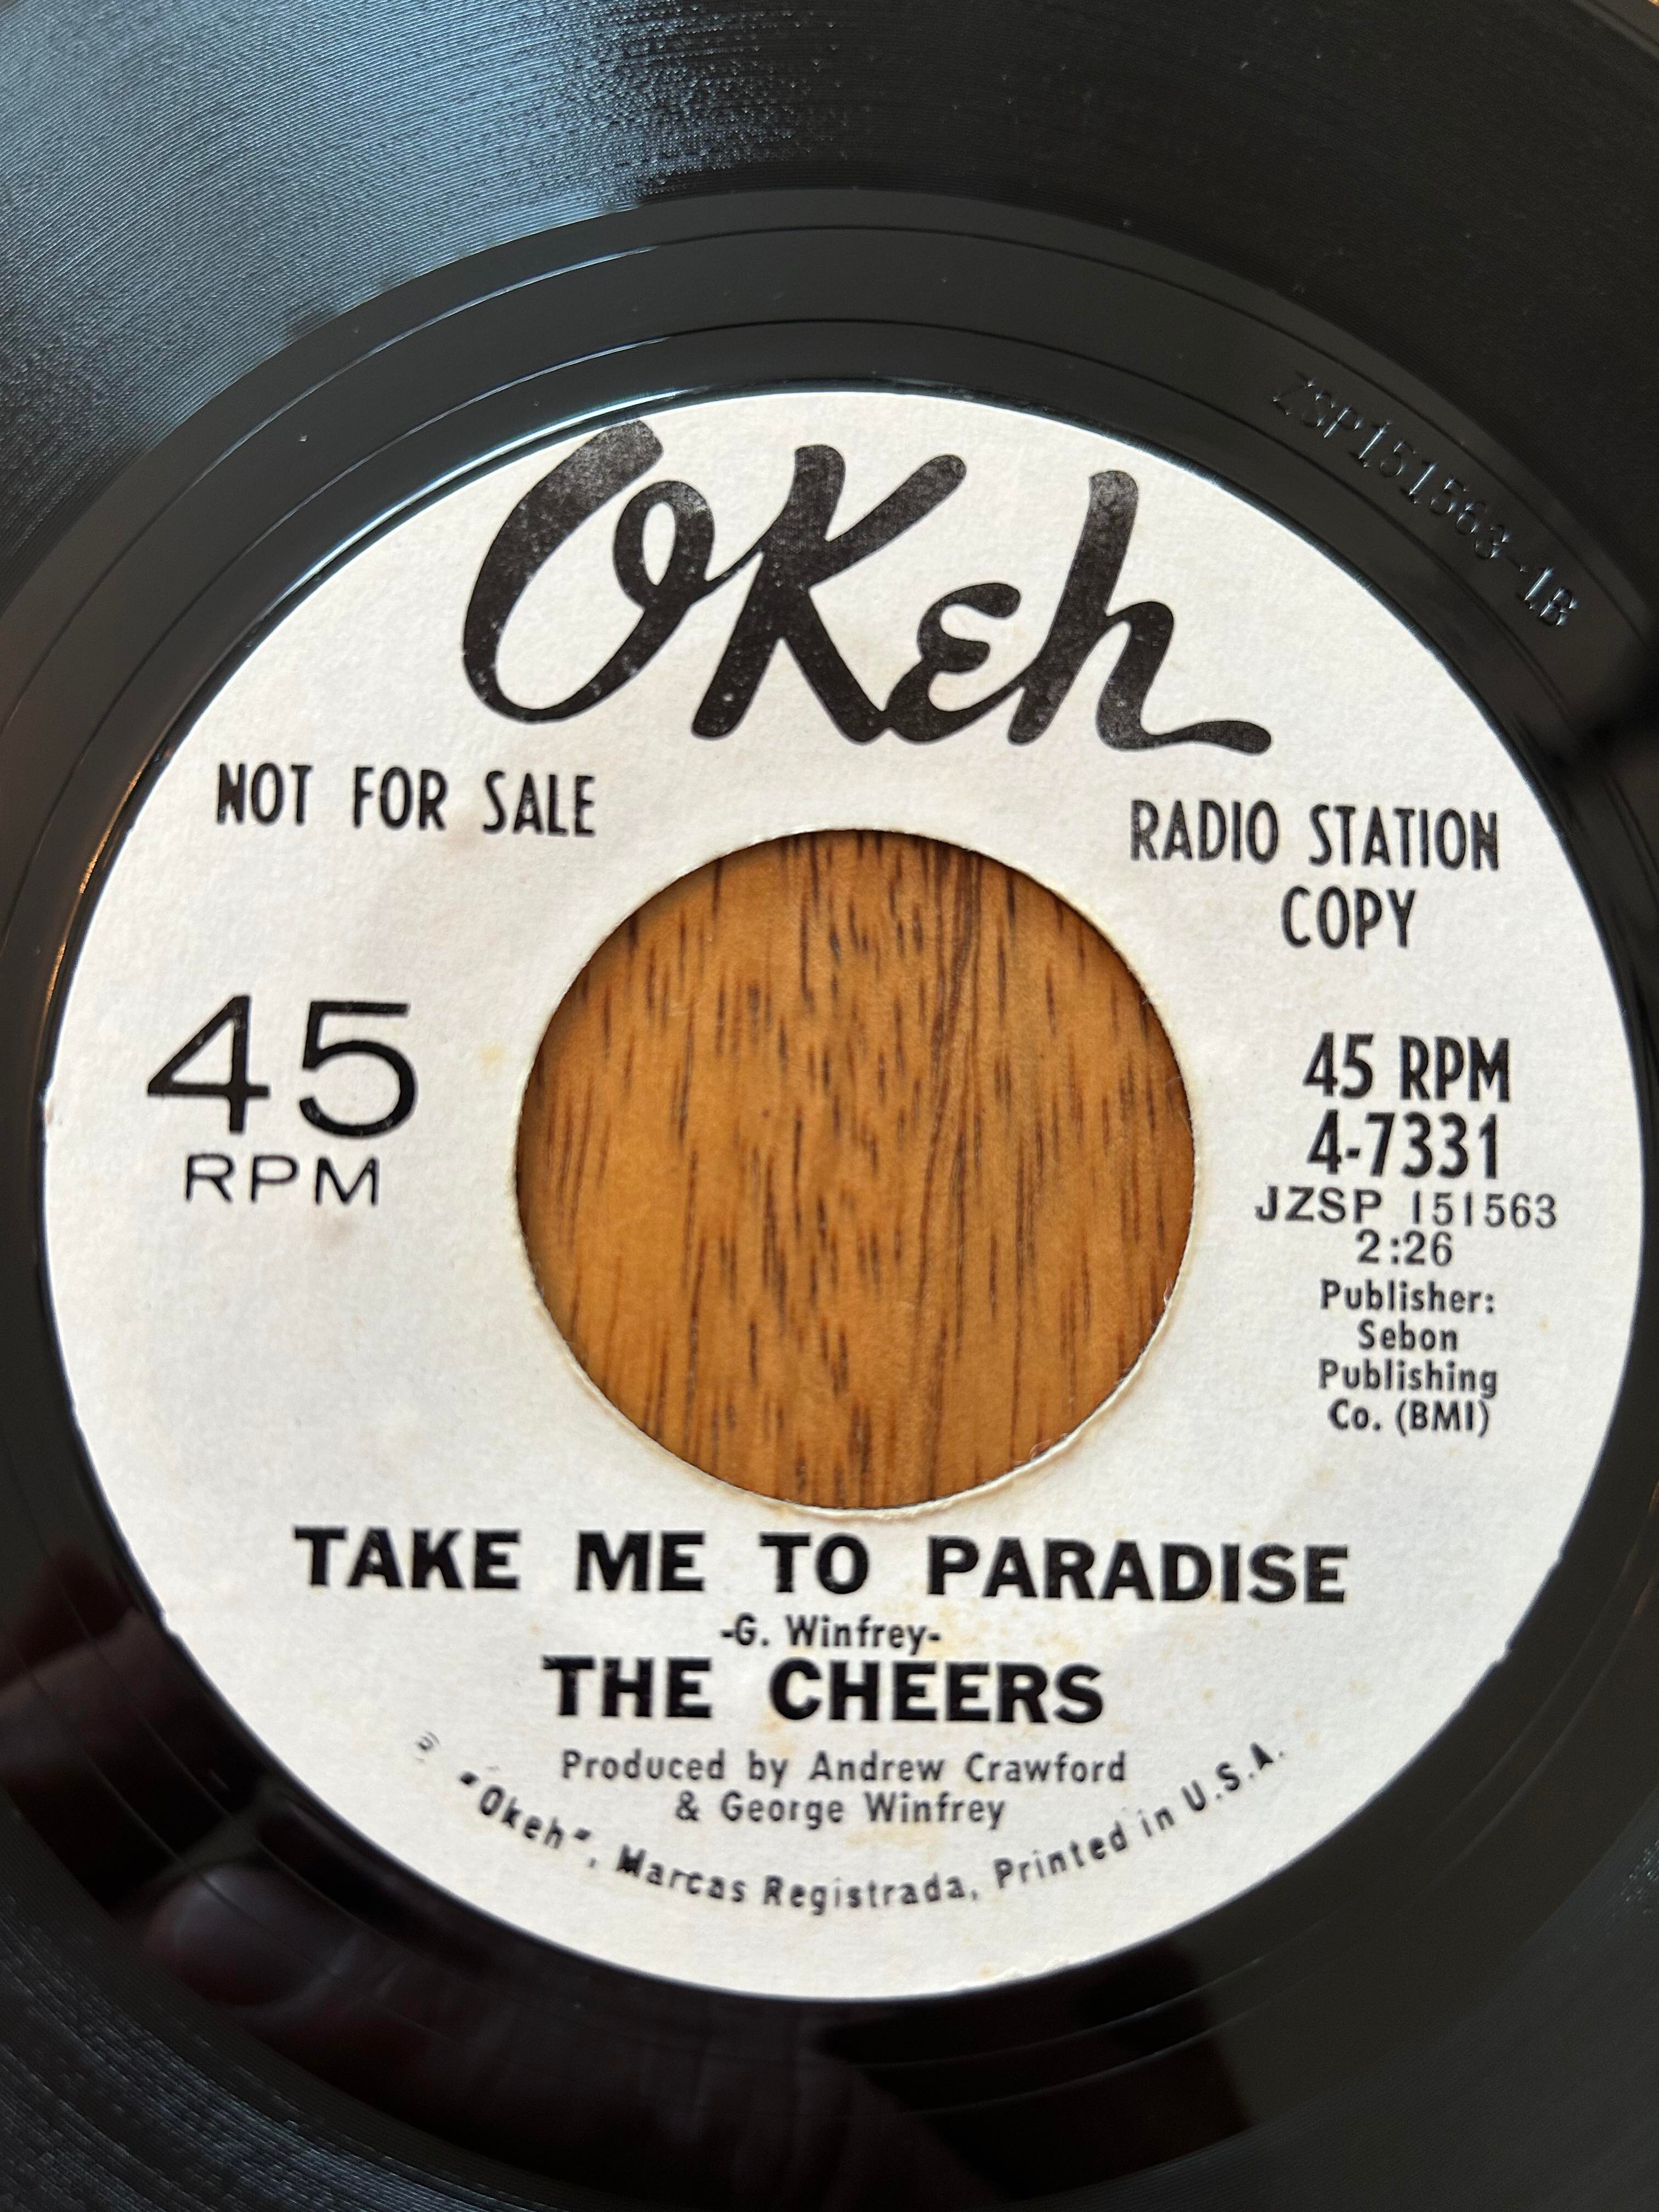 OKeh
NOT FOR SALE
RADIO STATION
COPY
45
RPM
45 RPM
4-7331
JZSP 151563
2:26
Publisher:
Sebon
Publishing
Co. (BMI)
TAKE ME TO PARADISE
-G. Winfrey-
THE CHEERS
Produced by Andrew Crawford
& George Winfrey
"Okeh", Marcas Registrada, Printed in U.S.A.
ZSP151563-1B